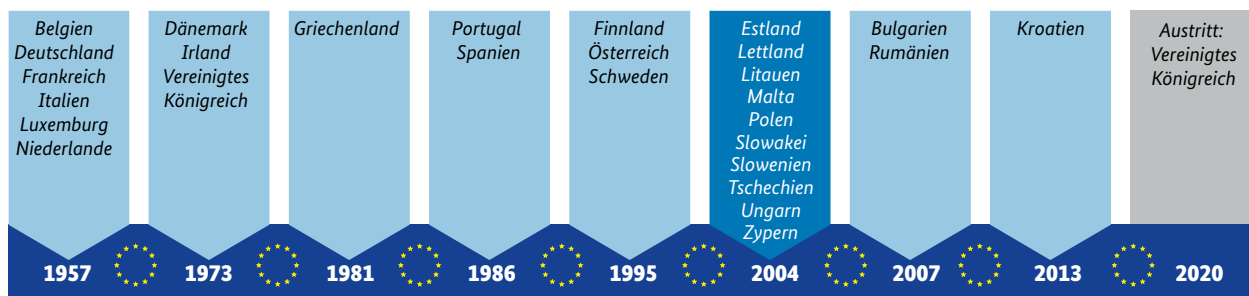 Belgien
Deutschland
Frankreich
Italien
Luxemburg
Niederlande
1957
Dänemark
Irland
Vereinigtes
Königreich
1973
Griechenland
1981
Portugal
Spanien
1986
Finnland
Österreich
Schweden
1995
Estland
Lettland
Litauen
Malta
Polen
Slowakei
Slowenien
Tschechien
Ungarn
Zypern
2004
Bulgarien
Rumänien
2007
Kroatien
2013
Austritt:
Vereinigtes
Königreich
2020